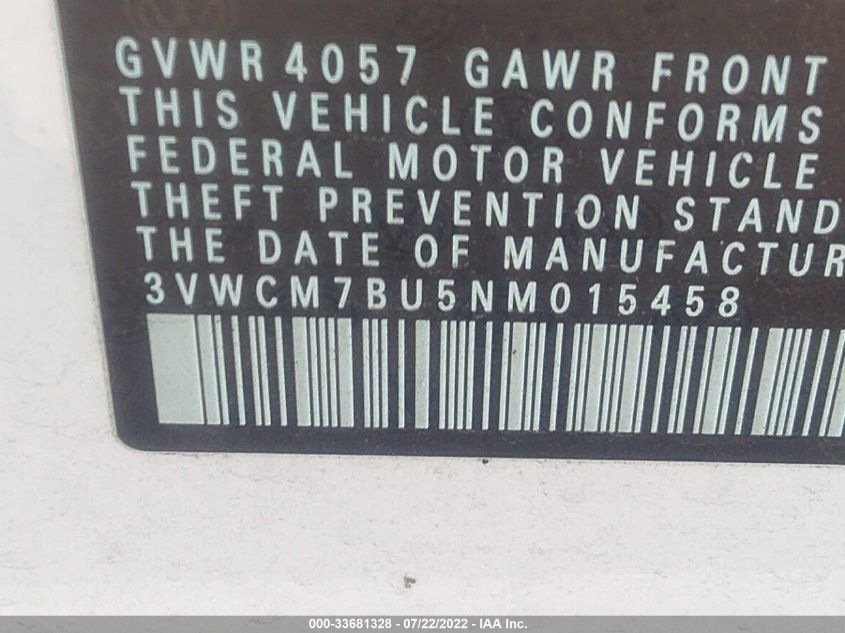 GVWR 4057 GAWR FRONT
THIS VEHICLE CONFORMS
FEDERAL MOTOR VEHICLE
THEFT PREVENTION STAND
THE DATE OF MANUFACTUR
3VWCM7BU5NM015458
000-33681328 - 07/22/2022 - IAA Inc.